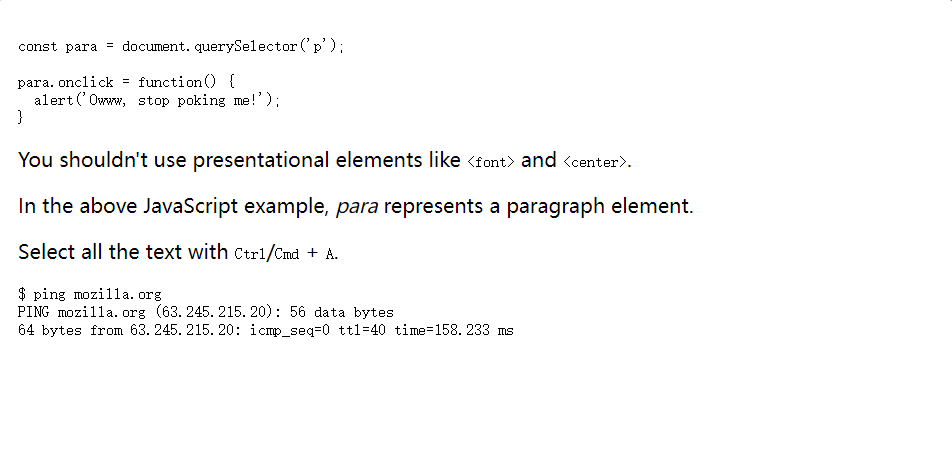 const para = document.querySelector('p');
para.onclick = function() {
  alert('Owww, stop poking me!');
}
You shouldn't use presentational elements like <font> and <center>.
In the above JavaScript example, para represents a paragraph element.
Select all the text with Ctrl/Cmd + A.
$ ping mozilla.org
PING mozilla.org (63.245.215.20): 56 data bytes
64 bytes from 63.245.215.20: icmp_seq=0 ttl=40 time=158.233 ms